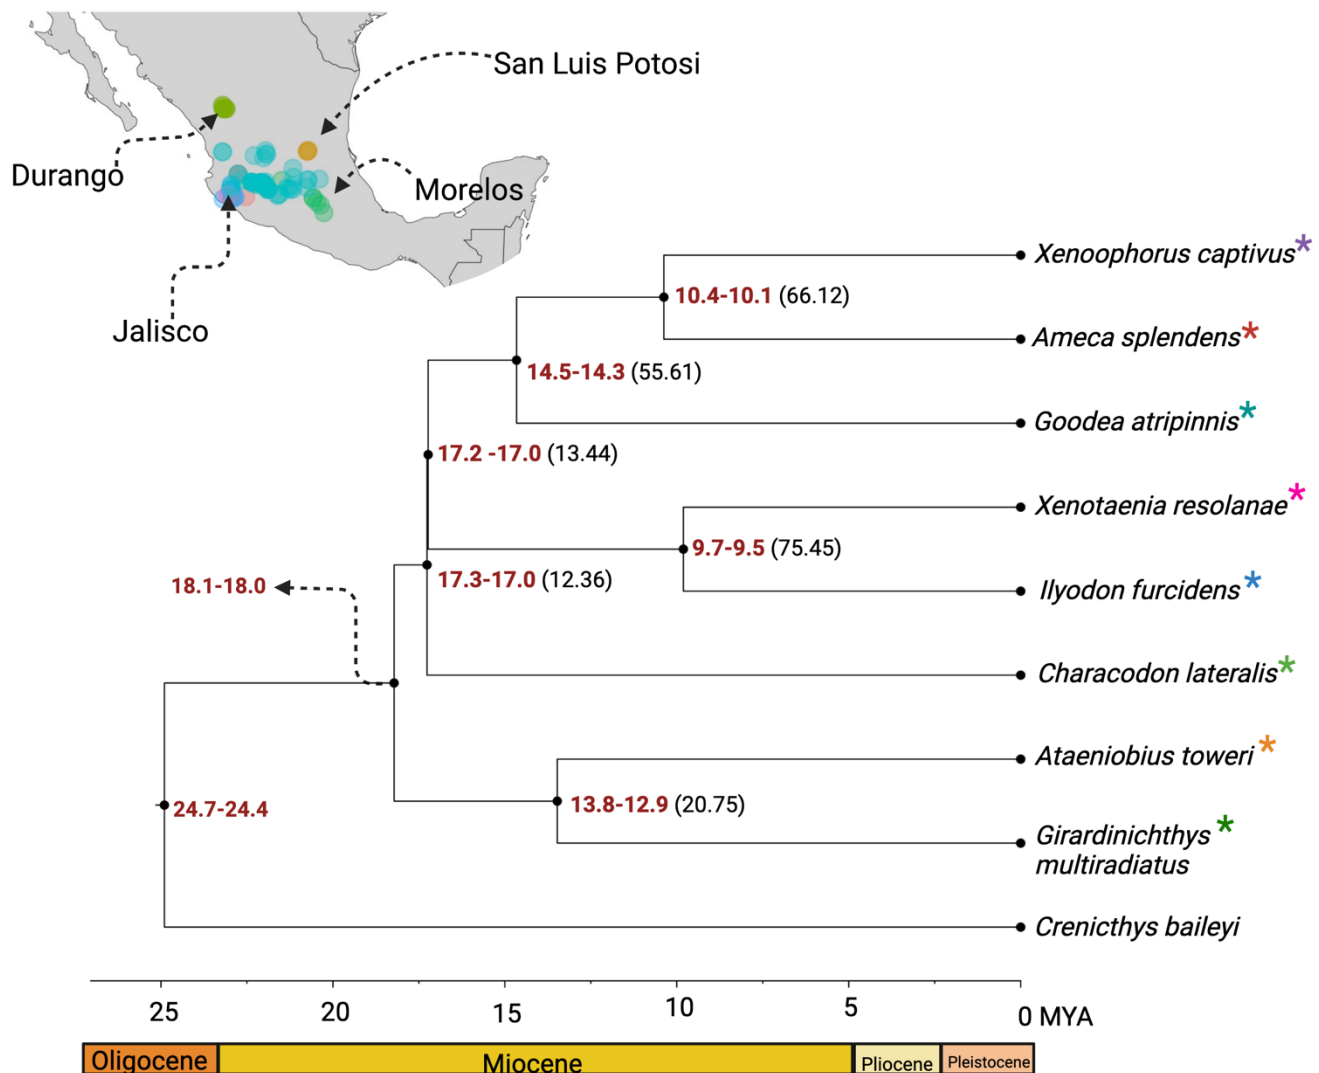 San Luis Potosi
Durango
Morelos
Jalisco
Xenoophorus captivus*
10.4-10.1 (66.12)
Ameca splendens*
14.5-14.3 (55.61)
Goodea atripinnis*
17.2 -17.0 (13.44)
Xenotaenia resolanae*
9.7-9.5 (75.45)
18.1-18.0
17.3-17.0 (12.36)
Ilyodon furcidens*
Characodon lateralis*
Ataeniobius toweri *
24.7-24.4
13.8-12.9 (20.75)
Girardinichthys *
multiradiatus
Crenicthys baileyi
25 20 15 10 5 0 MYA
Oligocene Miocene Pliocene Pleistocene